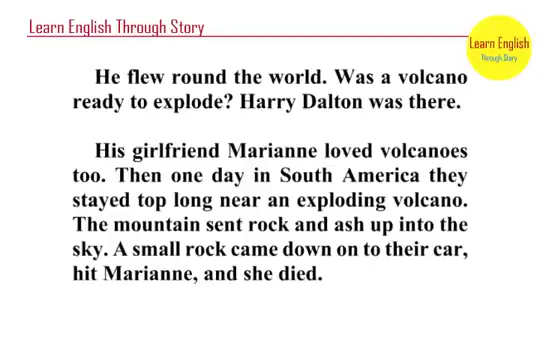 Learn English Through Story
Learn English
Through Story
He flew round the world. Was a volcano
ready to explode? Harry Dalton was there.
His girlfriend Marianne loved volcanoes
too. Then one day in South America they
stayed top long near an exploding volcano.
The mountain sent rock and ash up into the
sky. A small rock came down on to their car,
hit Marianne, and she died.